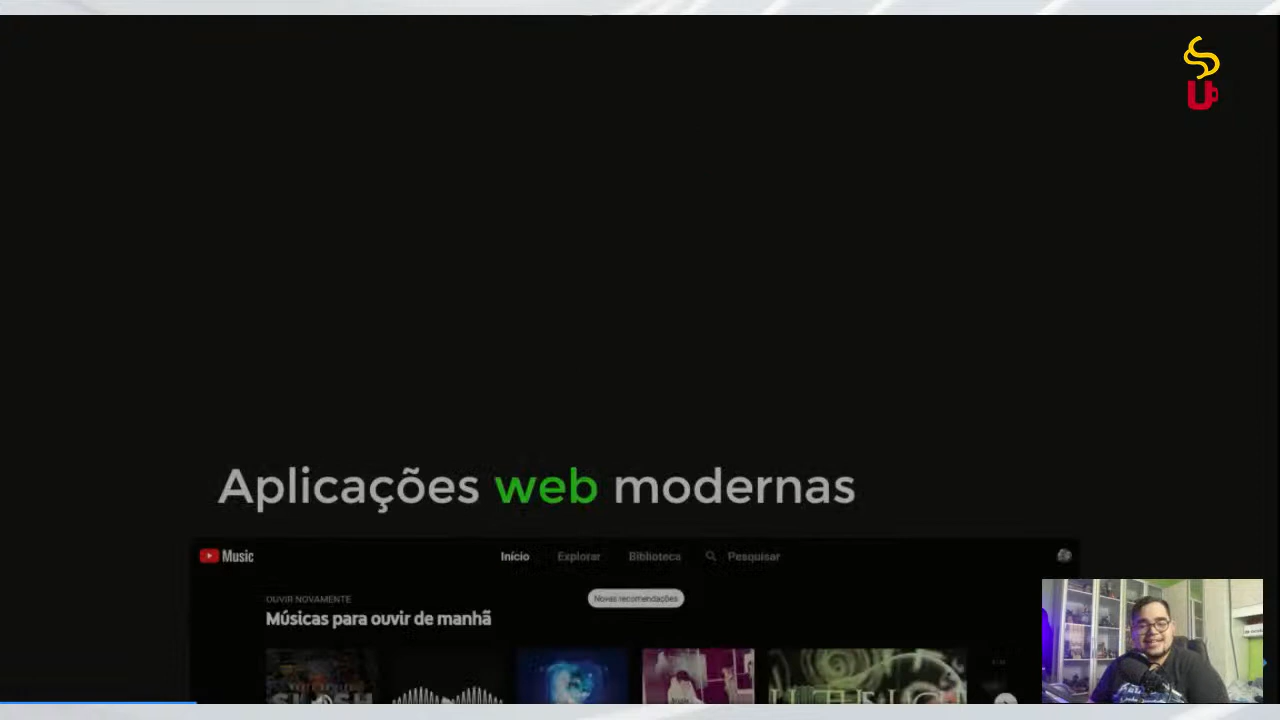 Aplicações web modernas
Music Início Explorar Biblioteca Pesquisar
OUVIR NOVAMENTE
Novas recomendações
Músicas para ouvir de manhã